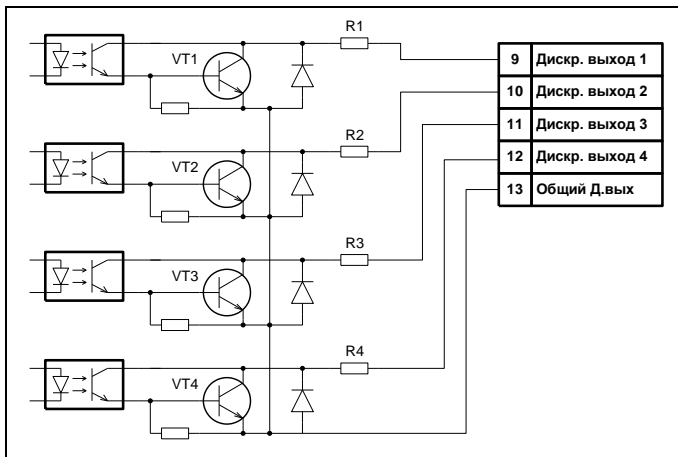 R1
VT1
9 Дискр. выход 1
10 Дискр. выход 2
R2
11 Дискр. выход 3
VT2
12 Дискр. выход 4
13 Общий Д.вых
R3
VT3
R4
VT4